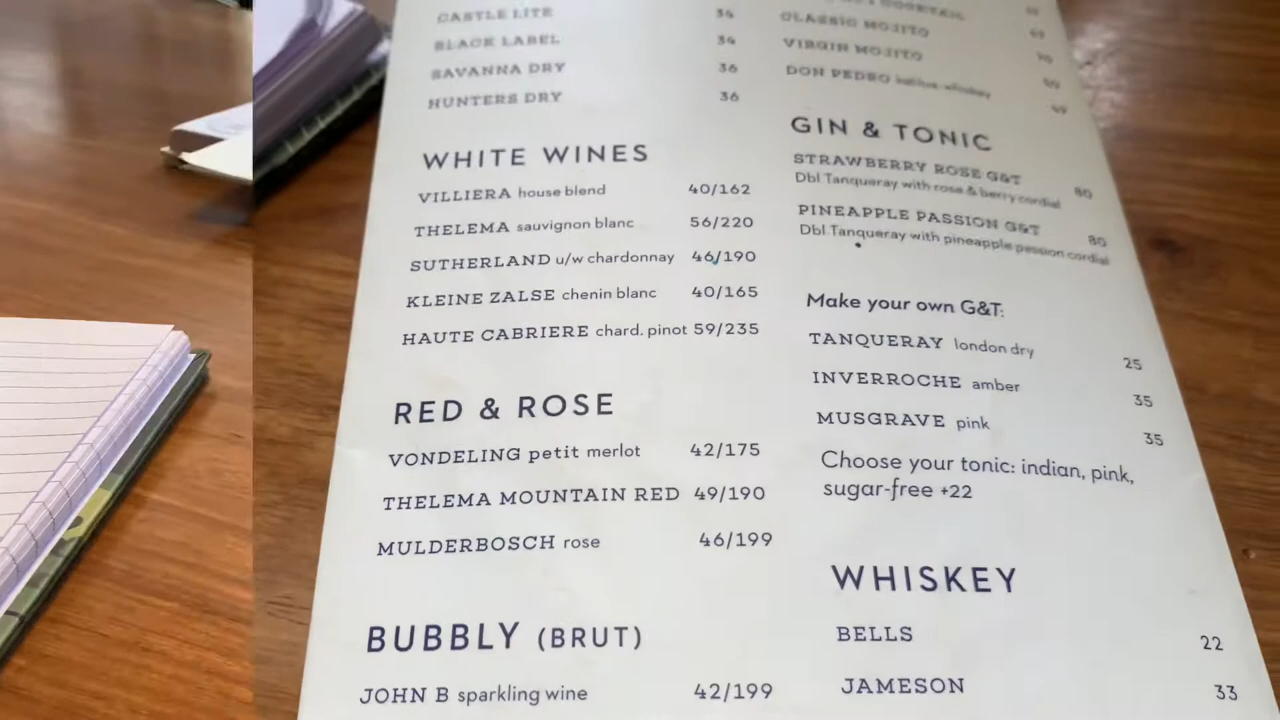 CASTLE LITE 34
BLACK LABEL 34
SAVANNA DRY 36
HUNTERS DRY 36
WHITE WINES
VILLIERA house blend 40/162
THELEMA sauvignon blanc 56/220
SUTHERLAND u/w chardonnay 46/190
KLEINE ZALSE chenin blanc 40/165
HAUTE CABRIERE chard. pinot 59/235
RED & ROSE
VONDELING petit merlot 42/175
THELEMA MOUNTAIN RED 49/190
MULDERBOSCH rose 46/199
BUBBLY (BRUT)
JOHN B sparkling wine 42/199
CLASSIC MOJITO
VIRGIN MOJITO
DON PEDRO
GIN & TONIC
STRAWBERRY ROSE G&T 80
Dbl Tanqueray with rose & berry cordial
PINEAPPLE PASSION G&T 80
Dbl Tanqueray with pineapple passion cordial
Make your own G&T:
TANQUERAY london dry 25
INVERROCHE amber 35
MUSGRAVE pink 35
Choose your tonic: indian, pink,
sugar-free +22
WHISKEY
BELLS 22
JAMESON 33